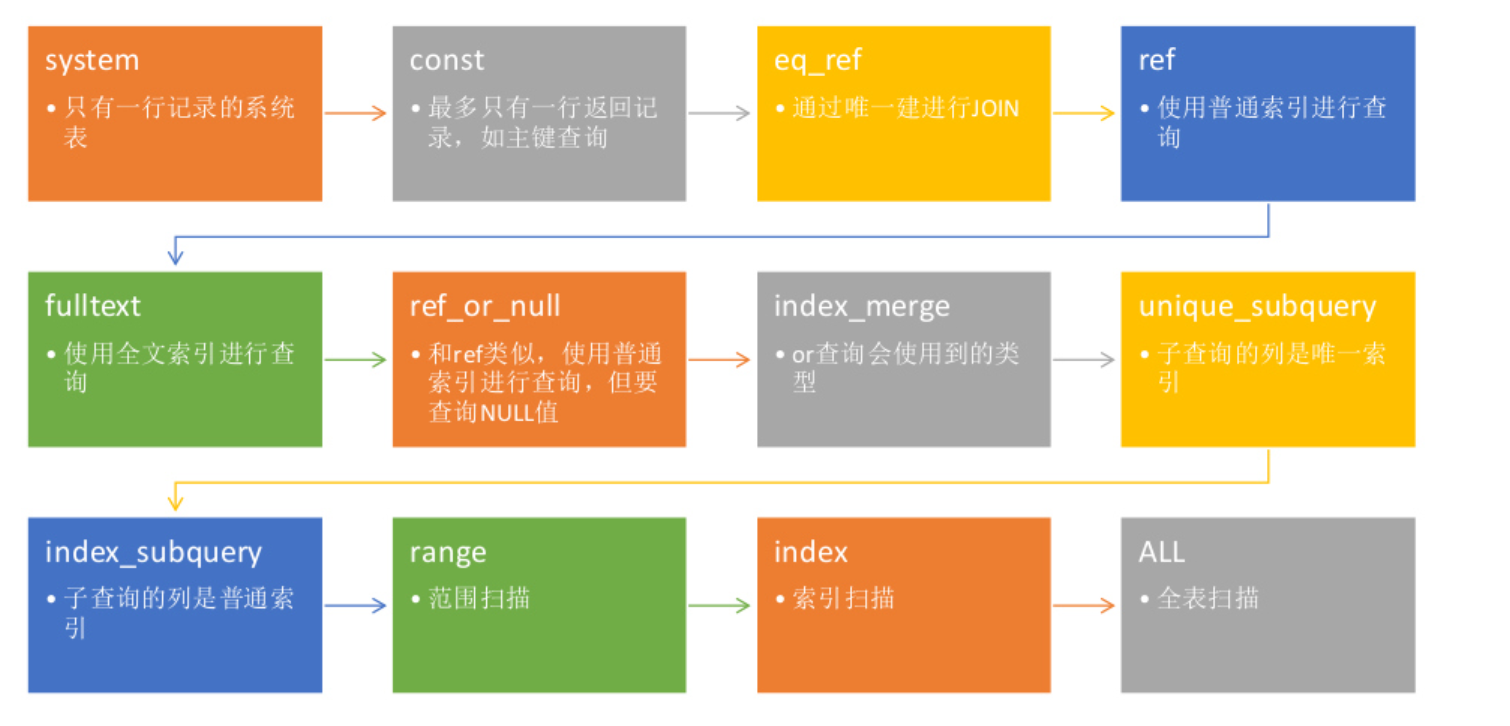 system
• 只有一行记录的系统
表
const
• 最多只有一行返回记
录，如主键查询
eq_ref
• 通过唯一建进行JOIN
ref
• 使用普通索引进行查
询
fulltext
• 使用全文索引进行查
询
ref_or_null
• 和ref类似，使用普通
索引进行查询，但要
查询NULL值
index_merge
• or查询会使用到的类
型
unique_subquery
• 子查询的列是唯一索
引
index_subquery
• 子查询的列是普通索
引
range
• 范围扫描
index
• 索引扫描
ALL
• 全表扫描